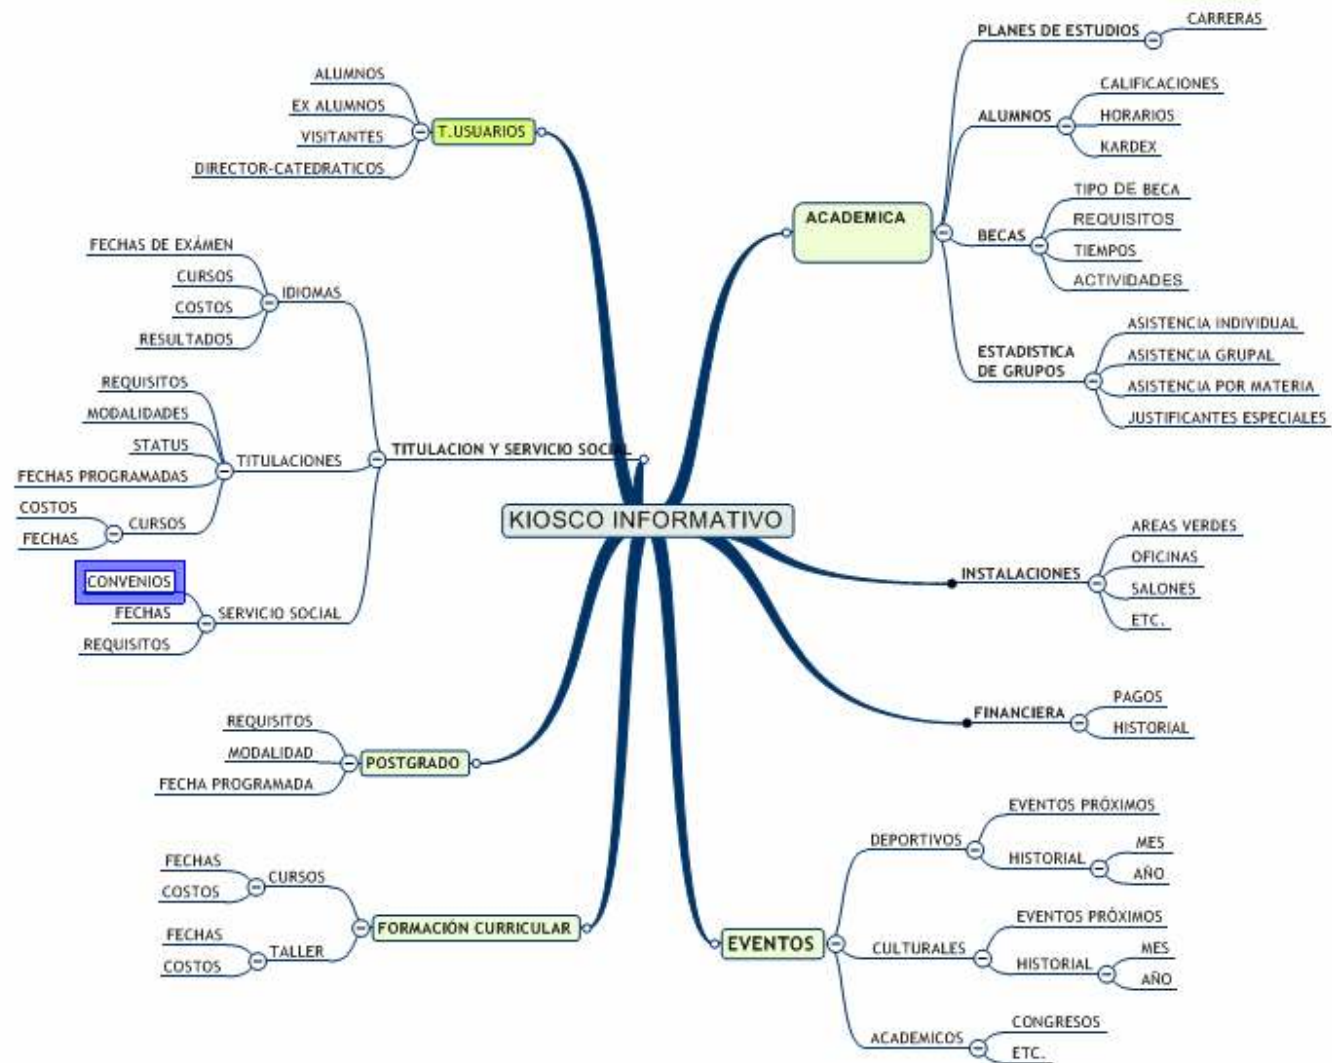 KIOSCO INFORMATIVO
T.USUARIOS
ALUMNOS
EX ALUMNOS
VISITANTES
DIRECTOR-CATEDRATICOS
TITULACION Y SERVICIO SOCIAL
IDIOMAS
FECHAS DE EXÁMEN
CURSOS
COSTOS
RESULTADOS
TITULACIONES
REQUISITOS
MODALIDADES
STATUS
FECHAS PROGRAMADAS
CURSOS
COSTOS
FECHAS
SERVICIO SOCIAL
CONVENIOS
FECHAS
REQUISITOS
POSTGRADO
REQUISITOS
MODALIDAD
FECHA PROGRAMADA
FORMACIÓN CURRICULAR
CURSOS
FECHAS
COSTOS
TALLER
FECHAS
COSTOS
ACADEMICA
PLANES DE ESTUDIOS
CARRERAS
ALUMNOS
CALIFICACIONES
HORARIOS
KARDEX
BECAS
TIPO DE BECA
REQUISITOS
TIEMPOS
ACTIVIDADES
ESTADISTICA
DE GRUPOS
ASISTENCIA INDIVIDUAL
ASISTENCIA GRUPAL
ASISTENCIA POR MATERIA
JUSTIFICANTES ESPECIALES
INSTALACIONES
AREAS VERDES
OFICINAS
SALONES
ETC.
FINANCIERA
PAGOS
HISTORIAL
EVENTOS
DEPORTIVOS
EVENTOS PRÓXIMOS
HISTORIAL
MES
AÑO
CULTURALES
EVENTOS PRÓXIMOS
HISTORIAL
MES
AÑO
ACADEMICOS
CONGRESOS
ETC.